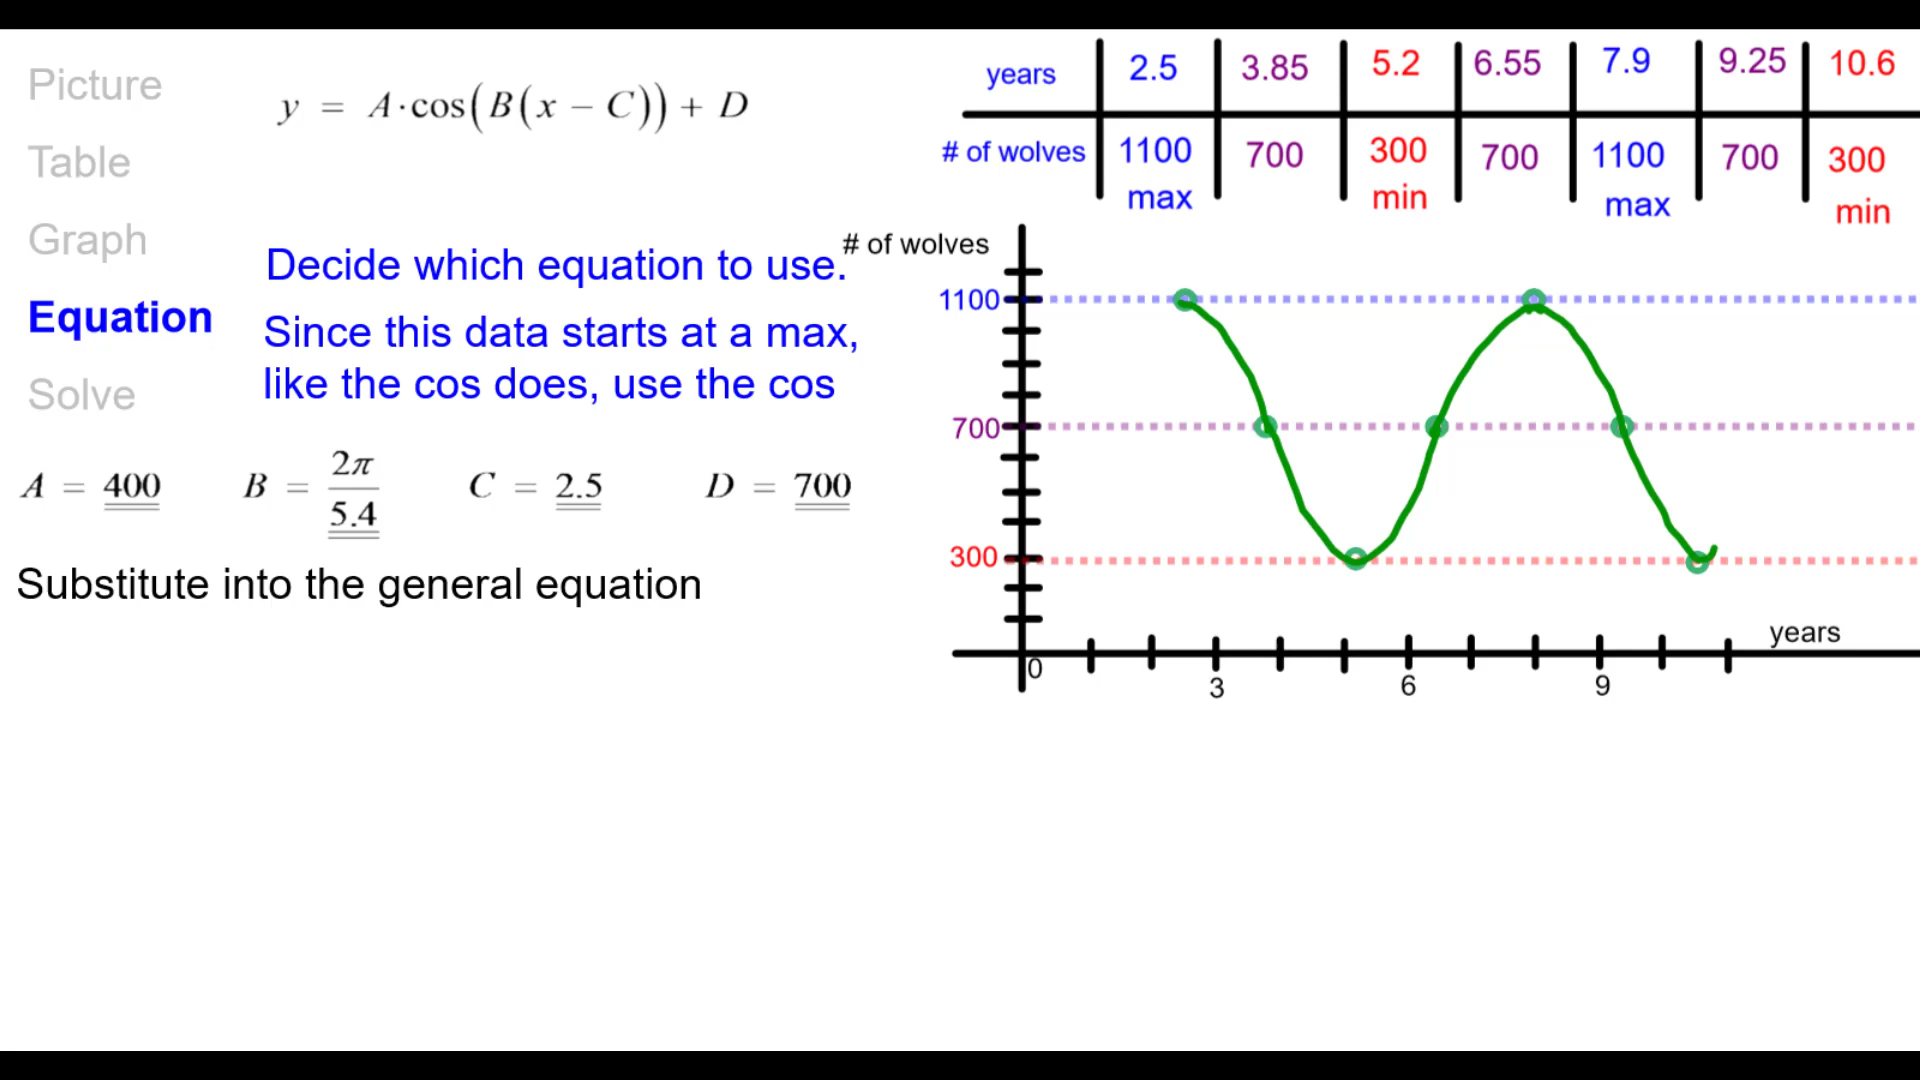 Picture
Table
Graph
Equation
Solve
y = A·cos(B(x − C)) + D
Decide which equation to use.
Since this data starts at a max,
like the cos does, use the cos
A = 400 B = 2π/5.4 C = 2.5 D = 700
Substitute into the general equation
years 2.5 3.85 5.2 6.55 7.9 9.25 10.6
# of wolves 1100 700 300 700 1100 700 300
max min max min
# of wolves
1100
700
300
years
0 3 6 9